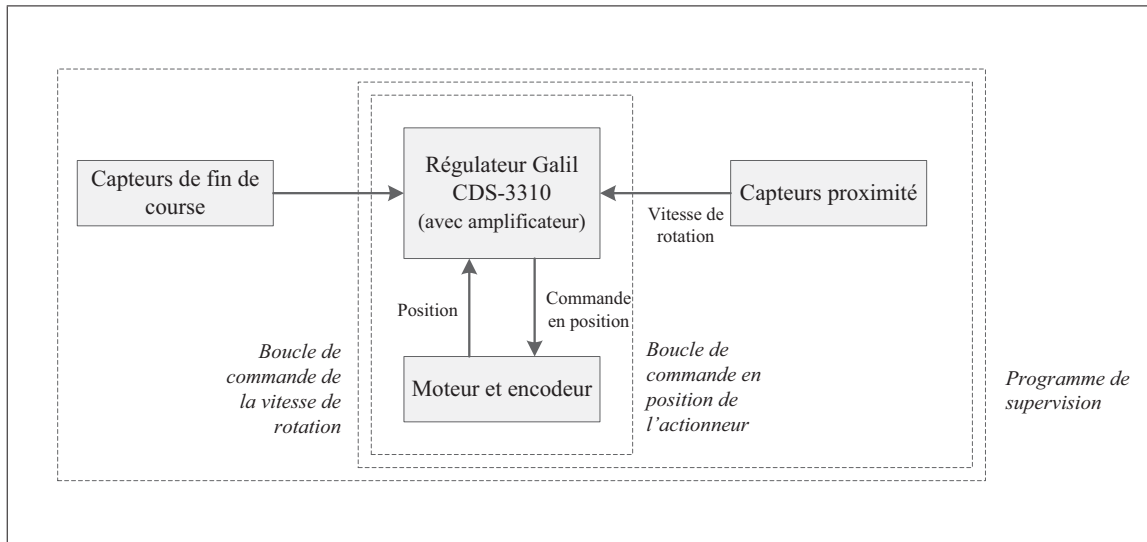 Capteurs de fin de
course
Régulateur Galil
CDS-3310
(avec amplificateur)
Capteurs proximité
Vitesse de
rotation
Position
Commande
en position
Moteur et encodeur
Boucle de
commande de
la vitesse de
rotation
Boucle de
commande en
position de
l’actionneur
Programme de
supervision